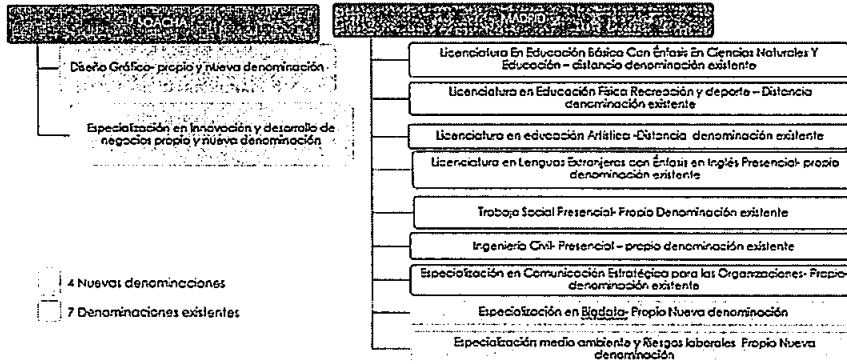 SOACHA
Diseño Gráfico- propio y nueva denominación
Especialización en Innovación y desarrollo de
negocios propio y nueva denominación
4 Nuevas denominaciones
7 Denominaciones existentes
MADRID
Licenciatura En Educación Básica Con Énfasis En Ciencias Naturales Y
Educación – distancia denominación existente
Licenciatura en Educación Física Recreación y deporte – Distancia
denominación existente
Licenciatura en educación Artística -Distancia denominación existente
Licenciatura en Lenguas Extranjeras con Énfasis en Inglés Presencial- propio
denominación existente
Trabajo Social Presencial- Propio Denominación existente
Ingeniería Civil- Presencial – propio denominación existente
Especialización en Comunicación Estratégica para las Organizaciones- Propio-
denominación existente
Especialización en Bigdata- Propio Nueva denominación
Especialización medio ambiente y Riesgos laborales Propio Nueva
denominación